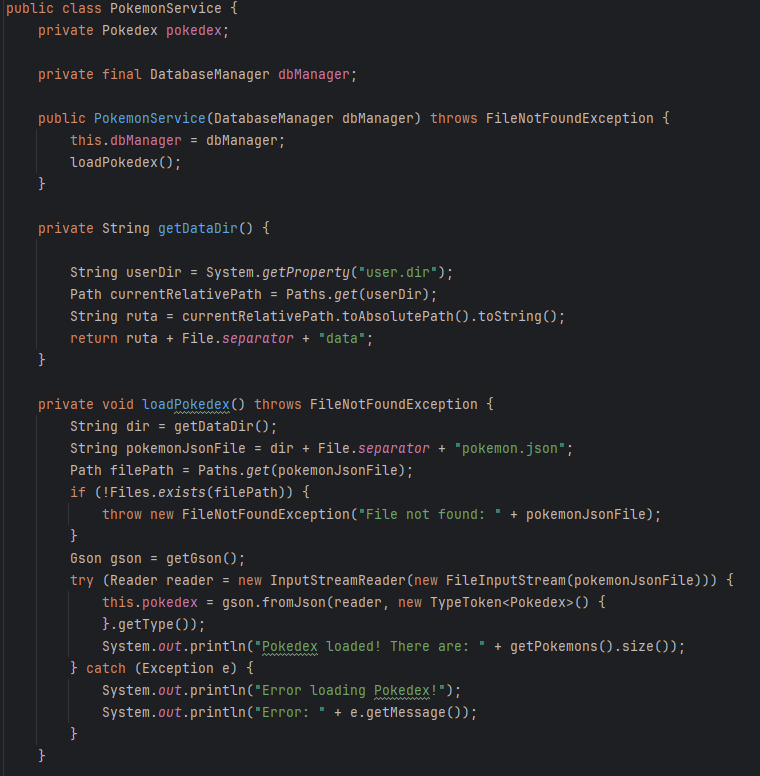 public class PokemonService {
    private Pokedex pokedex;

    private final DatabaseManager dbManager;

    public PokemonService(DatabaseManager dbManager) throws FileNotFoundException {
        this.dbManager = dbManager;
        loadPokedex();
    }

    private String getDataDir() {

        String userDir = System.getProperty("user.dir");
        Path currentRelativePath = Paths.get(userDir);
        String ruta = currentRelativePath.toAbsolutePath().toString();
        return ruta + File.separator + "data";
    }

    private void loadPokedex() throws FileNotFoundException {
        String dir = getDataDir();
        String pokemonJsonFile = dir + File.separator + "pokemon.json";
        Path filePath = Paths.get(pokemonJsonFile);
        if (!Files.exists(filePath)) {
            throw new FileNotFoundException("File not found: " + pokemonJsonFile);
        }
        Gson gson = getGson();
        try (Reader reader = new InputStreamReader(new FileInputStream(pokemonJsonFile))) {
            this.pokedex = gson.fromJson(reader, new TypeToken<Pokedex>() {
            }.getType());
            System.out.println("Pokedex loaded! There are: " + getPokemons().size());
        } catch (Exception e) {
            System.out.println("Error loading Pokedex!");
            System.out.println("Error: " + e.getMessage());
        }
    }